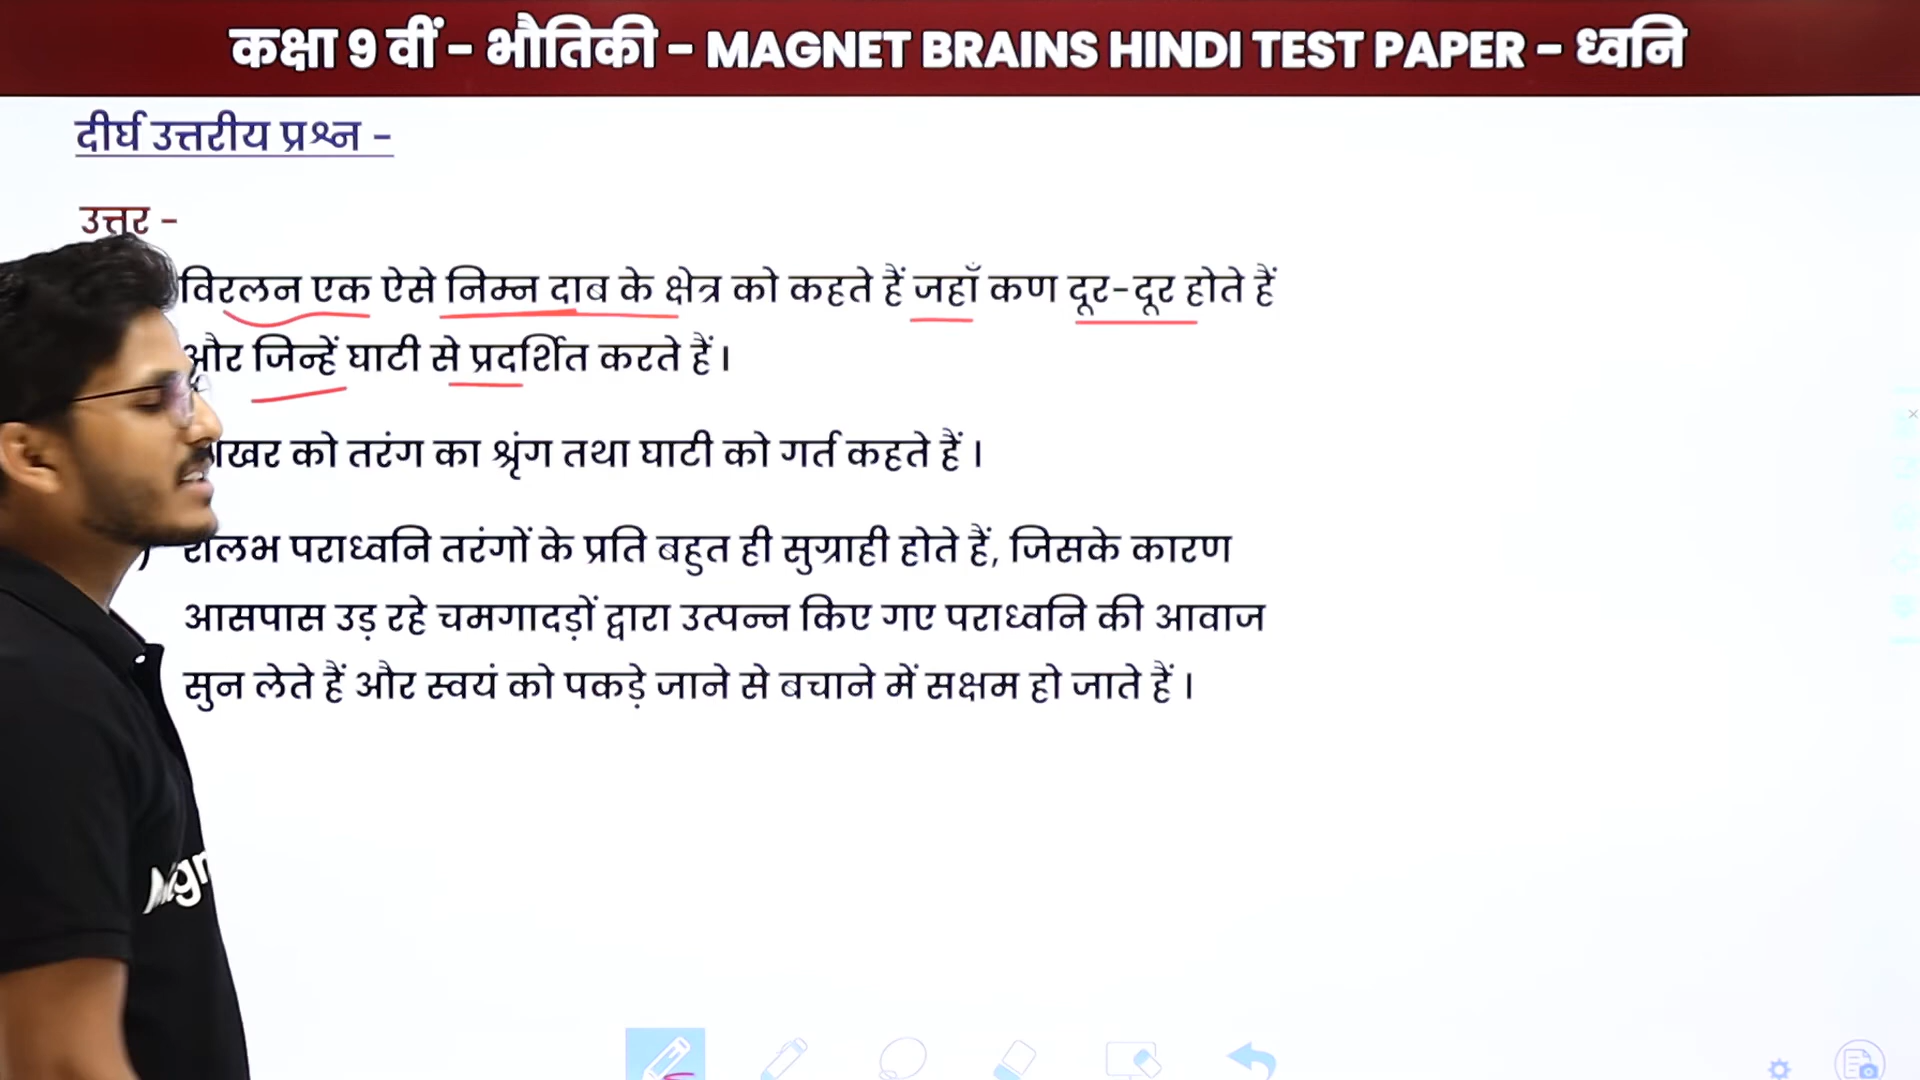 कक्षा 9 वीं – भौतिकी – MAGNET BRAINS HINDI TEST PAPER – ध्वनि
दीर्घ उत्तरीय प्रश्न –
उत्तर –
विरलन एक ऐसे निम्न दाब के क्षेत्र को कहते हैं जहाँ कण दूर-दूर होते हैं
और जिन्हें घाटी से प्रदर्शित करते हैं।
को तरंग का श्रृंग तथा घाटी को गर्त कहते हैं।
शलभ पराध्वनि तरंगों के प्रति बहुत ही सुग्राही होते हैं, जिसके कारण
आसपास उड़ रहे चमगादड़ों द्वारा उत्पन्न किए गए पराध्वनि की आवाज
सुन लेते हैं और स्वयं को पकड़े जाने से बचाने में सक्षम हो जाते हैं।